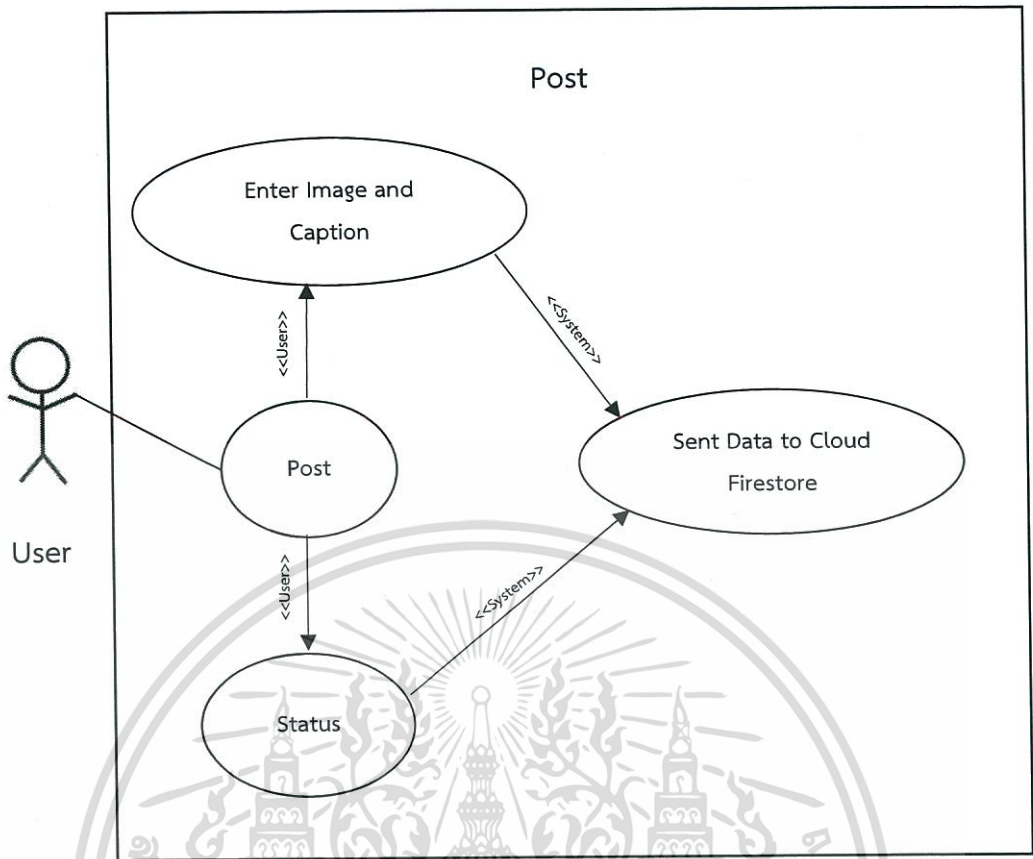 Post
Enter Image and
Caption
<<User>>
<<System>>
Post
Sent Data to Cloud
Firestore
User
<<User>>
<<System>>
Status